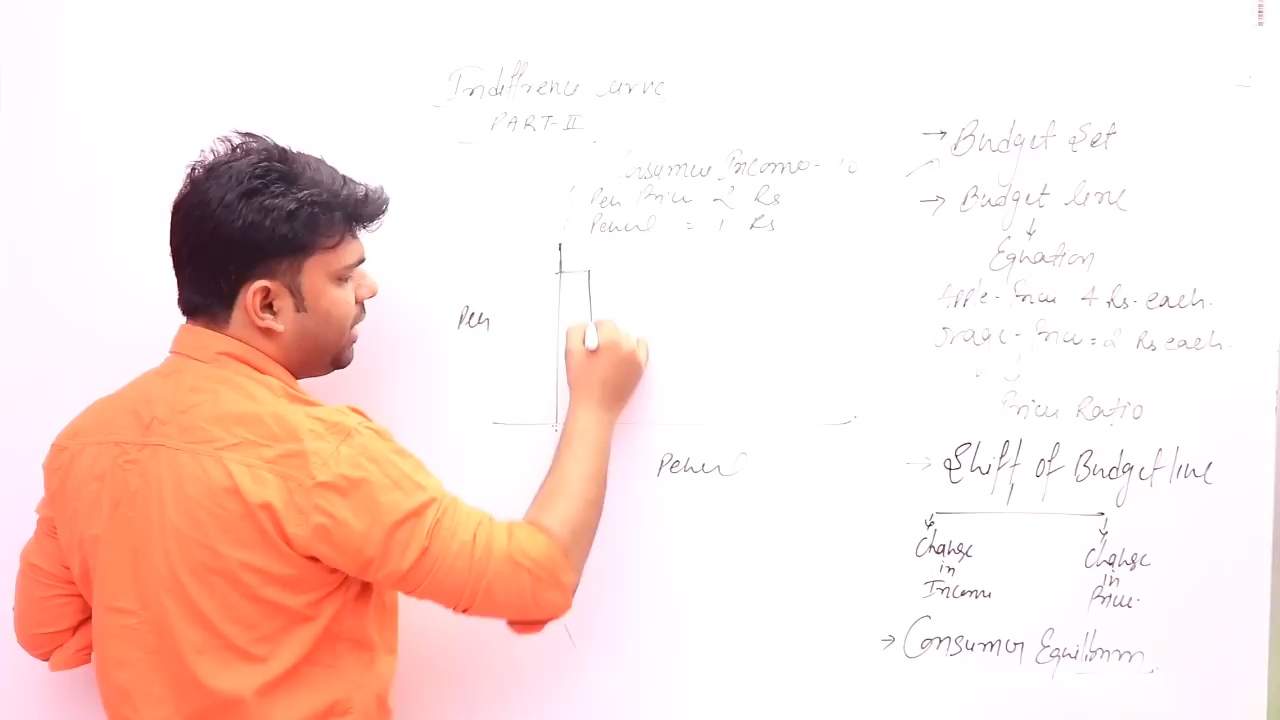 Indiffrence Curve
PART-II
Consumer Income - 10
Pen Price 2 Rs
Pencil = 1 Rs
Pen
Pencil
→ Budget Set
→ Budget line
Equation
Apple - Price 4 Rs. each.
orage - Price = 2 Rs each.
Price Ratio
→ Shift of Budget line
Change
in
Income
Change
in
Price.
→ Consumer Equilibrium